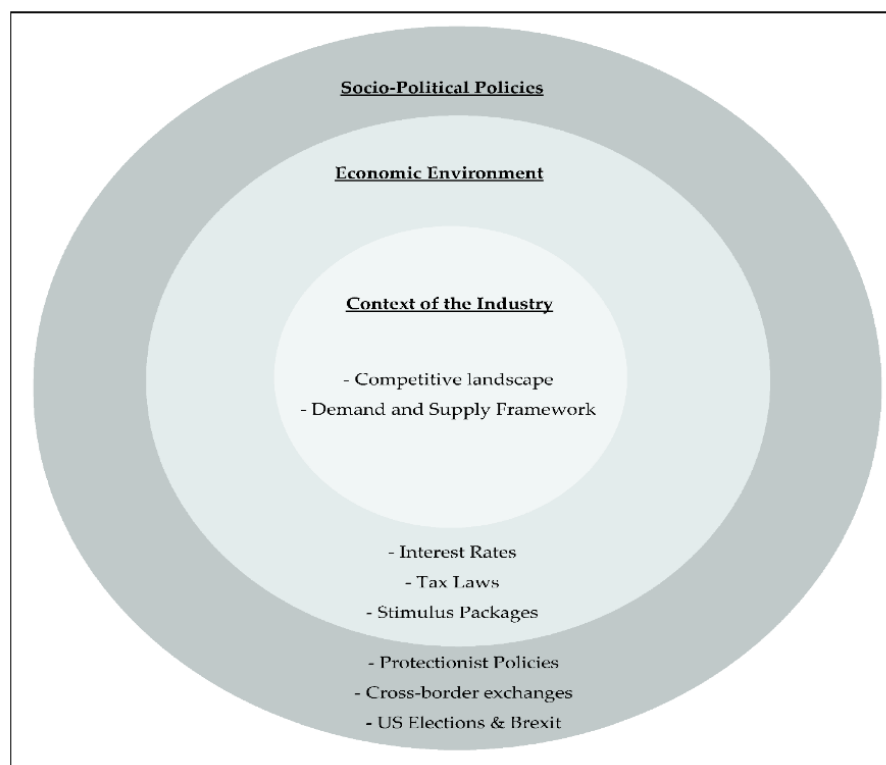 Socio-Political Policies
Economic Environment
Context of the Industry
- Competitive landscape
- Demand and Supply Framework
- Interest Rates
- Tax Laws
- Stimulus Packages
- Protectionist Policies
- Cross-border exchanges
- US Elections & Brexit